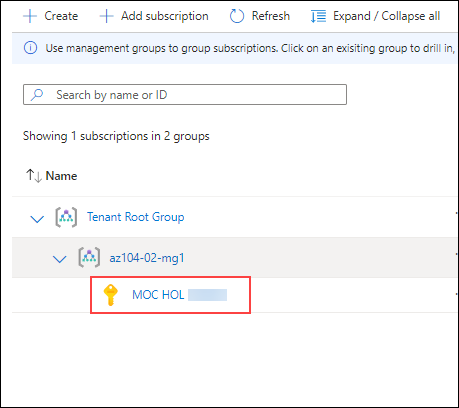 + Create + Add subscription Refresh Expand / Collapse all
Use management groups to group subscriptions. Click on an exisiting group to drill in,
Search by name or ID
Showing 1 subscriptions in 2 groups
Name
Tenant Root Group
az104-02-mg1
MOC HOL